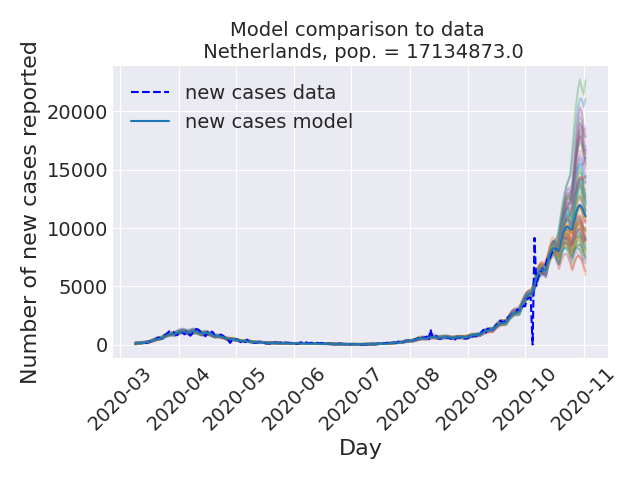 Model comparison to data
Netherlands, pop. = 17134873.0
new cases data
new cases model
Number of new cases reported
20000
15000
10000
5000
0
2020-03
2020-04
2020-05
2020-06
2020-07
2020-08
2020-09
2020-10
2020-11
Day